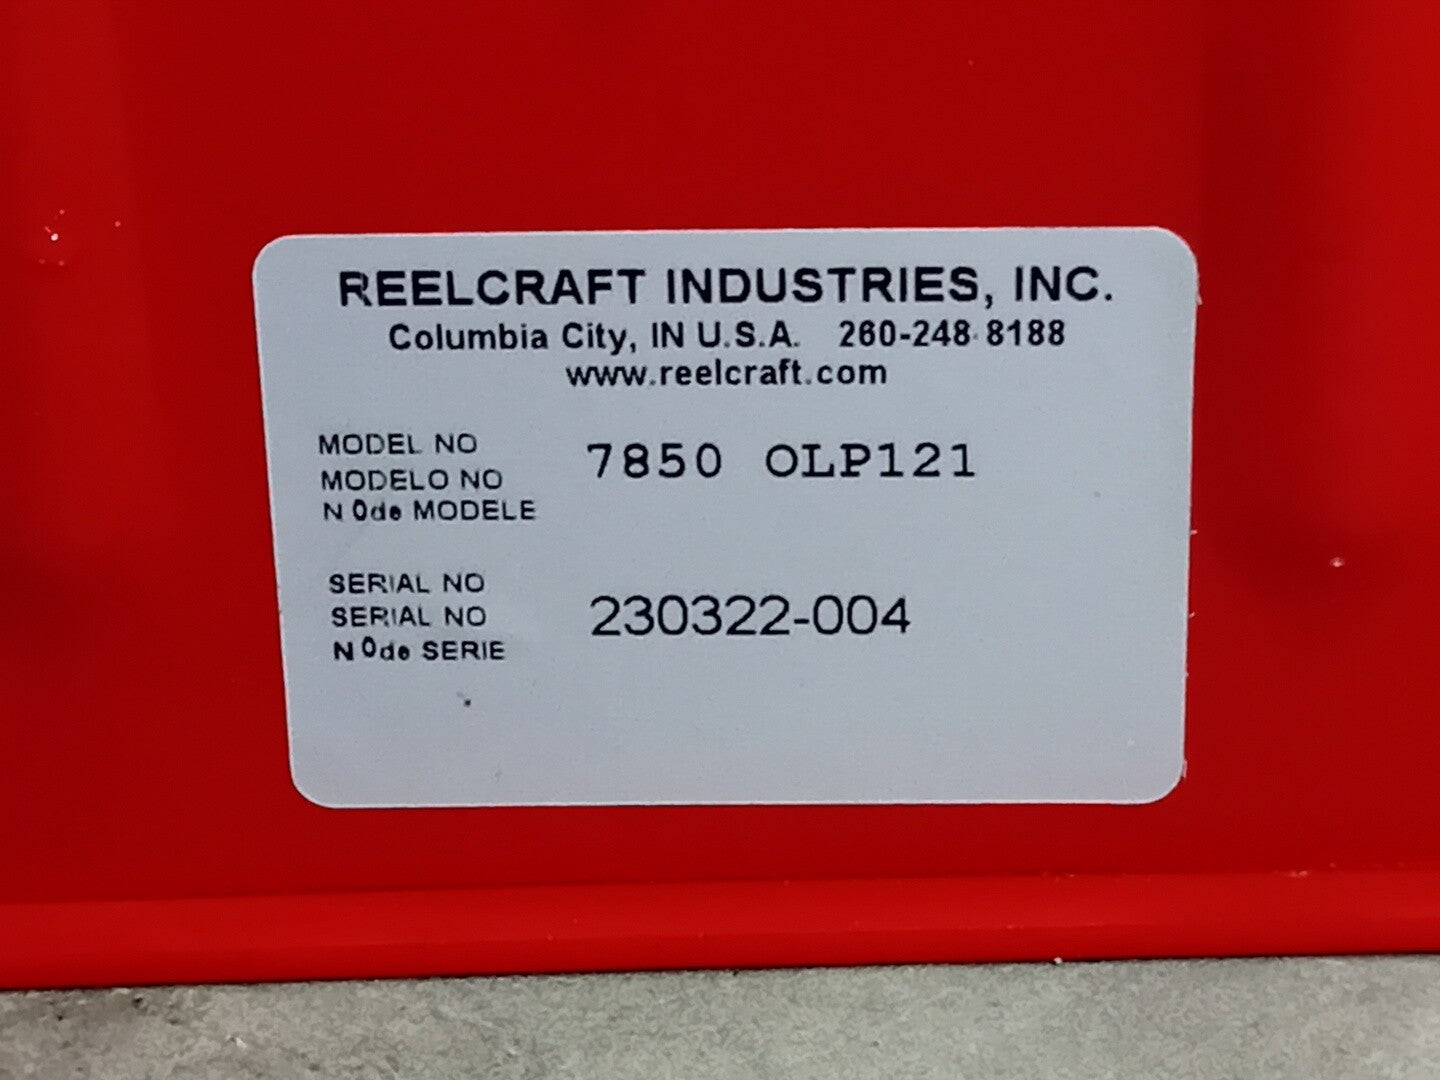 REELCRAFT INDUSTRIES, INC.
Columbia City, IN U.S.A. 260-248-8188
www.reelcraft.com
MODEL NO
MODELO NO
N 0de MODELE
7850 OLP121
SERIAL NO
SERIAL NO
N 0de SERIE
230322-004